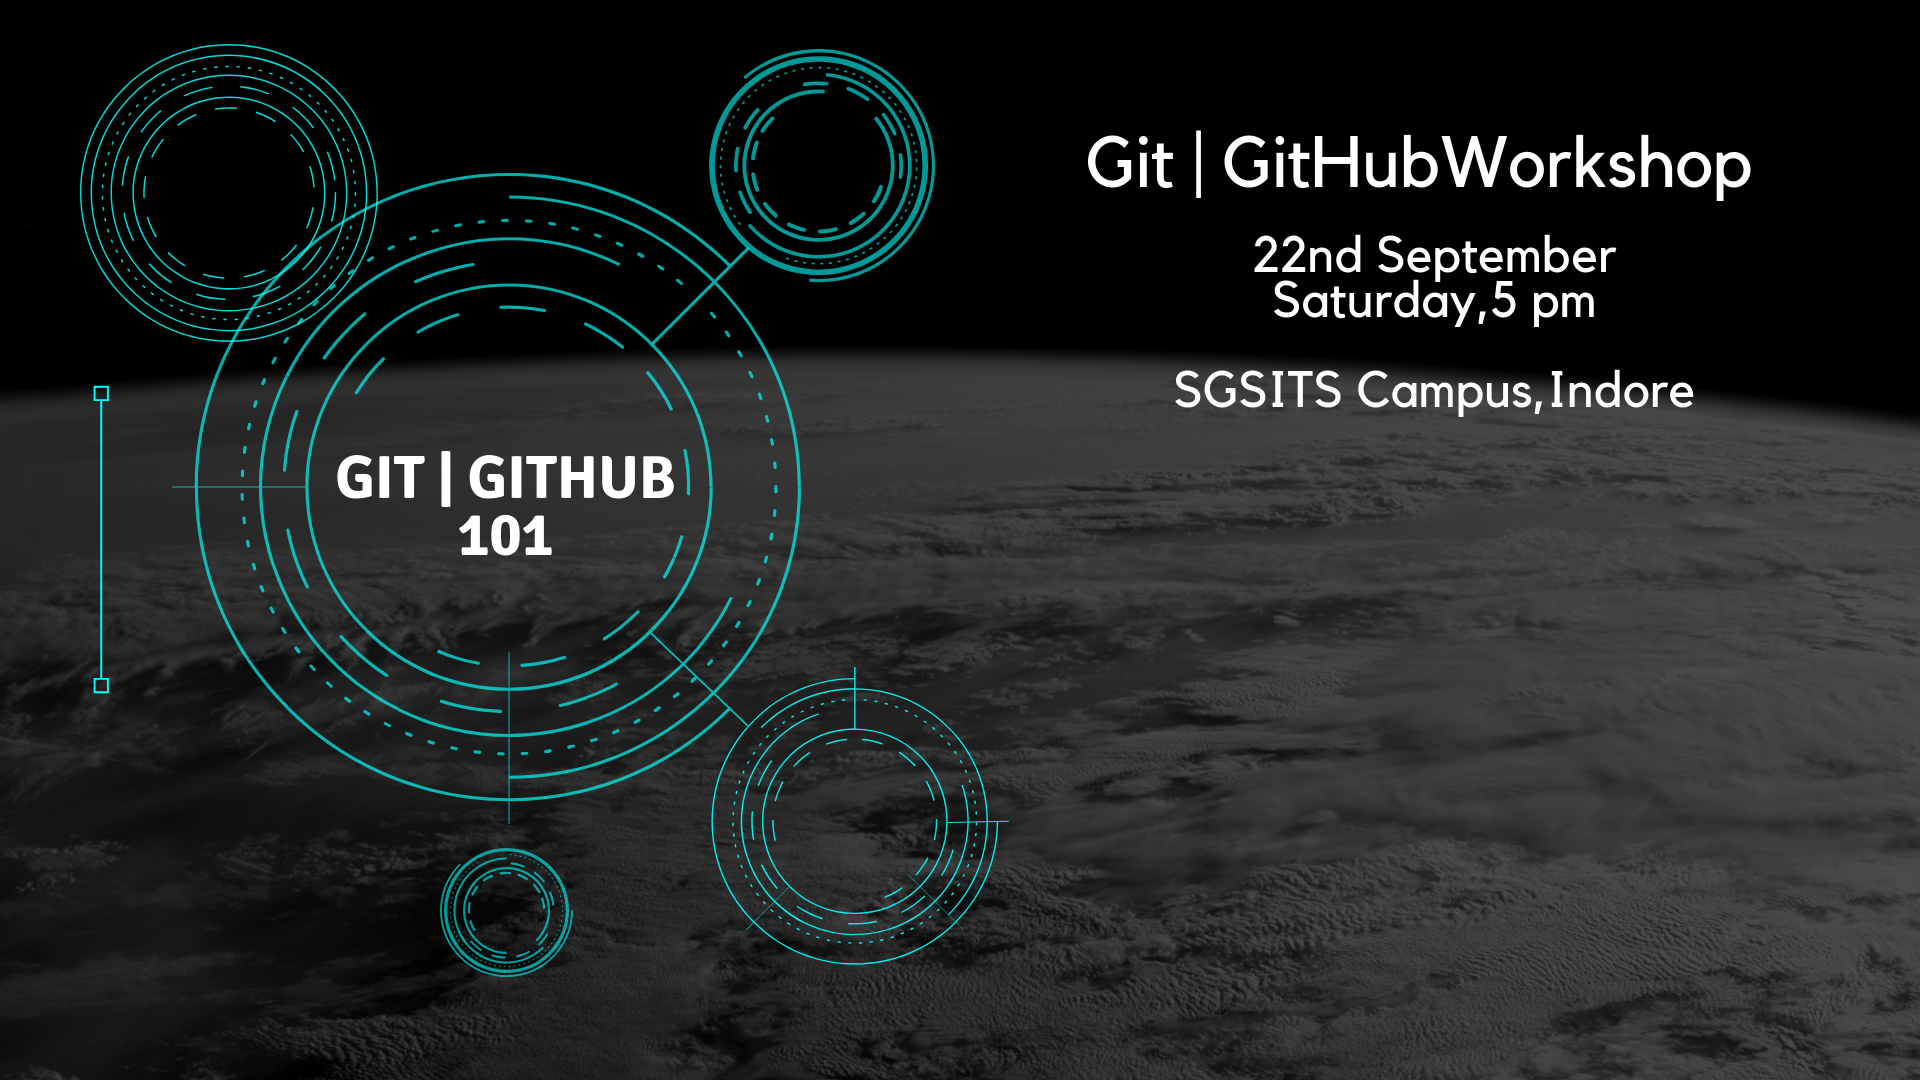 GIT | GITHUB
101
Git | GitHubWorkshop
22nd September
Saturday,5 pm
SGSITS Campus,Indore